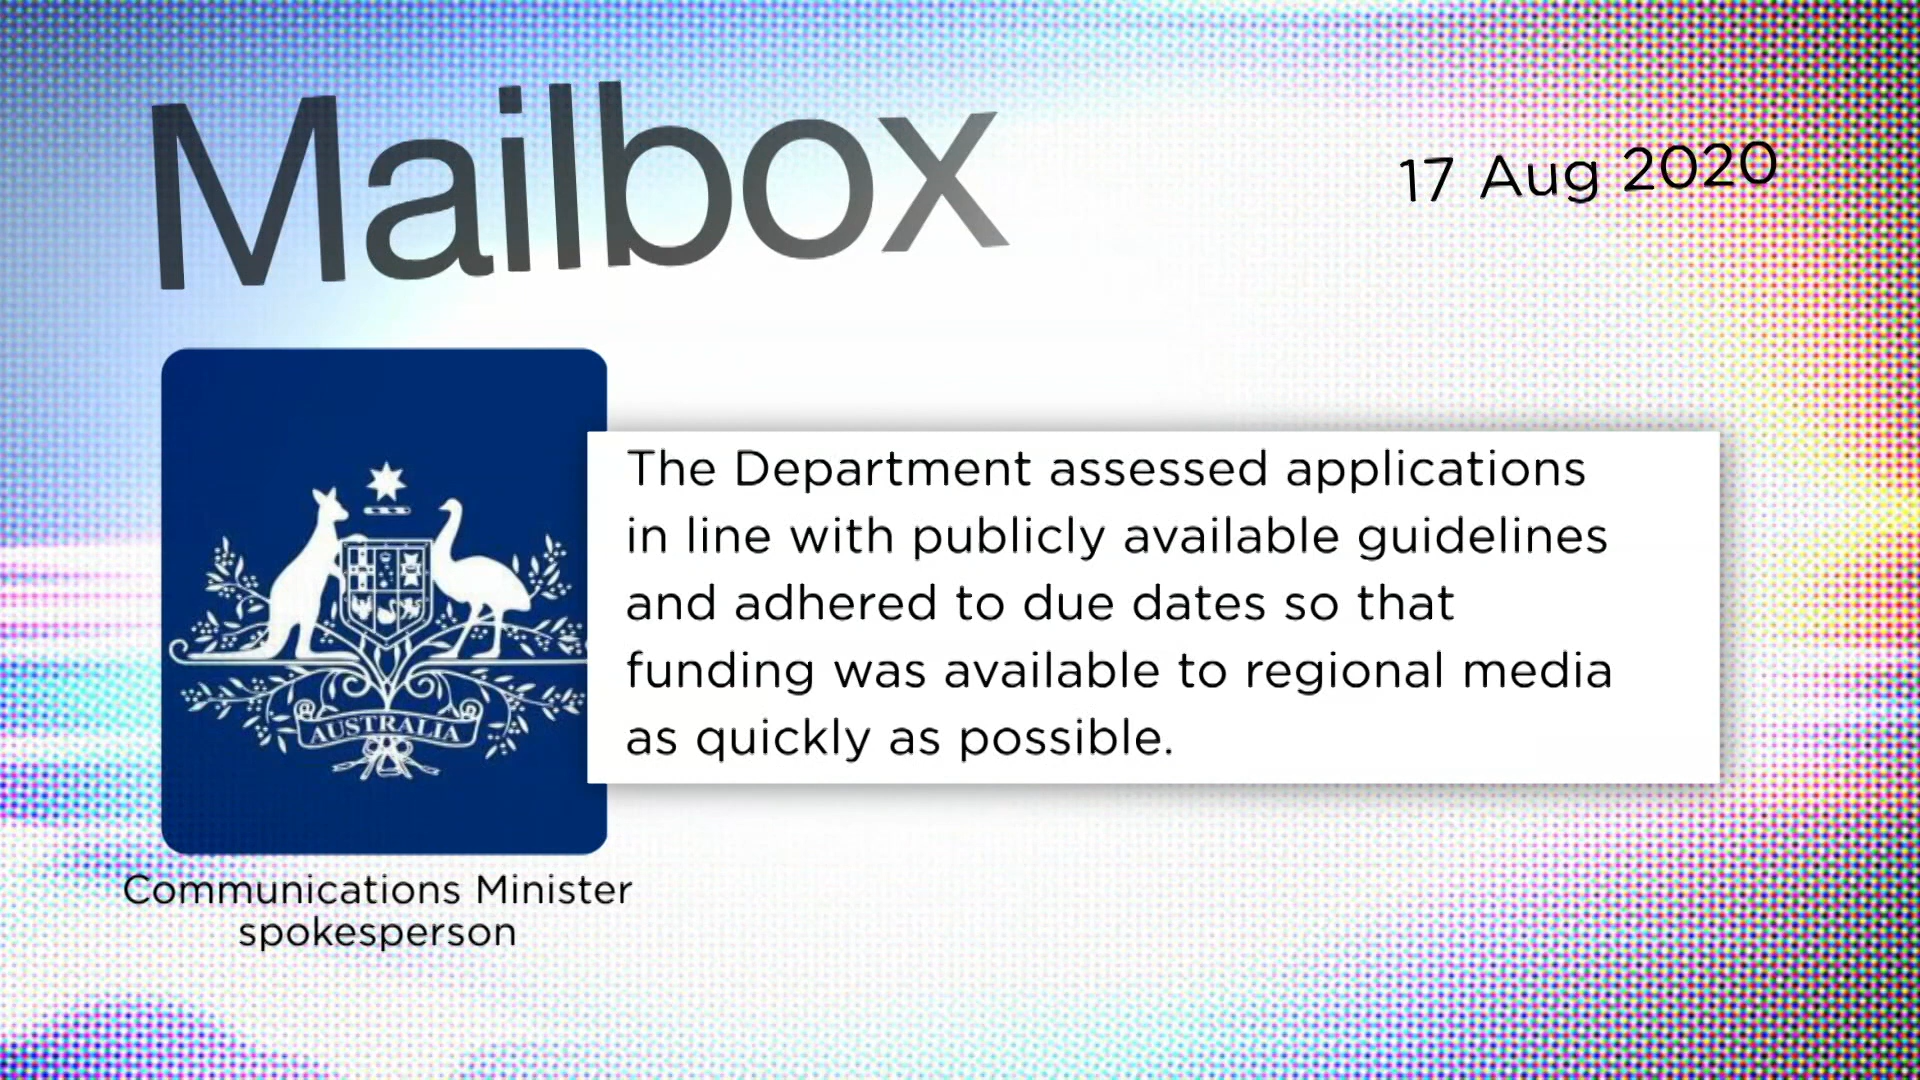 Mailbox
17 Aug 2020
The Department assessed applications
in line with publicly available guidelines
and adhered to due dates so that
funding was available to regional media
as quickly as possible.
AUSTRALIA
Communications Minister
spokesperson